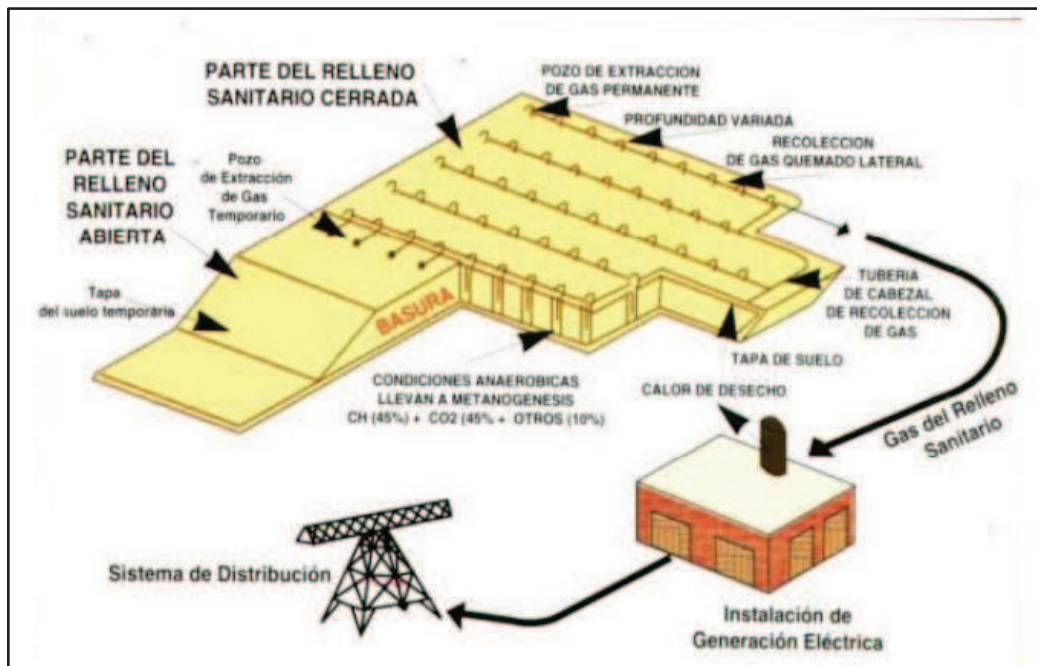 PARTE DEL RELLENO
SANITARIO CERRADA
POZO DE EXTRACCION
DE GAS PERMANENTE
PROFUNDIDAD VARIADA
RECOLECCION
DE GAS QUEMADO LATERAL
PARTE DEL
RELLENO
SANITARIO
ABIERTA
Pozo
de Extracción
de Gas
Temporario
Tapa
del suelo temporária
BASURA
TUBERIA
DE CABEZAL
DE RECOLECCION
DE GAS
TAPA DE SUELO
CONDICIONES ANAEROBICAS
LLEVAN A METANOGENESIS
CH (45%) + CO2 (45% + OTROS (10%)
CALOR DE DESECHO
Gas del Relleno
Sanitario
Sistema de Distribución
Instalación de
Generación Eléctrica